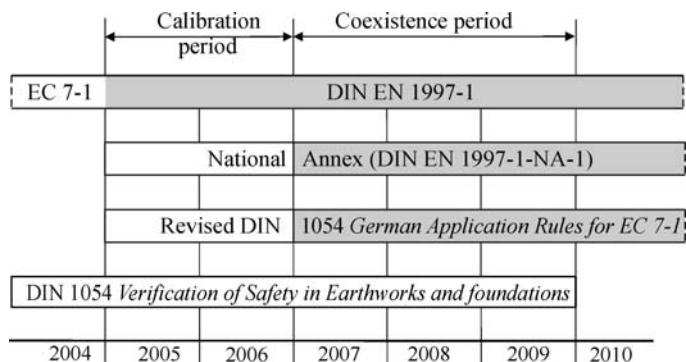 Calibration period
Coexistence period
EC 7-1 DIN EN 1997-1
National Annex (DIN EN 1997-1-NA-1)
Revised DIN 1054 German Application Rules for EC 7-1
DIN 1054 Verification of Safety in Earthworks and foundations
2004 2005 2006 2007 2008 2009 2010